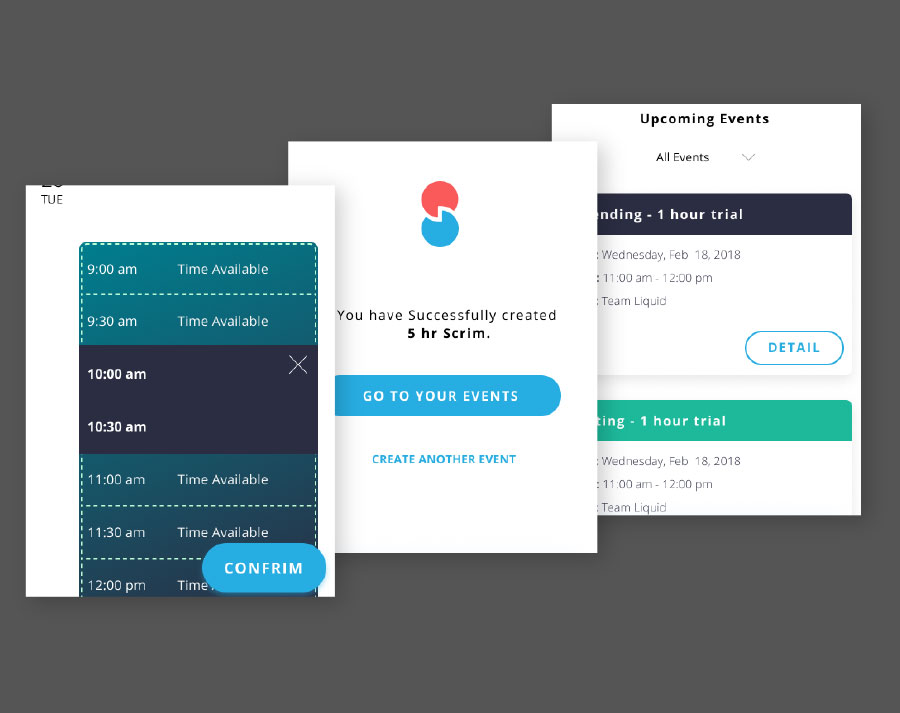 TUE
9:00 am Time Available
9:30 am Time Available
10:00 am
10:30 am
11:00 am Time Available
11:30 am Time Available
12:00 pm Time
CONFRIM
You have Successfully created
5 hr Scrim.
GO TO YOUR EVENTS
CREATE ANOTHER EVENT
Upcoming Events
All Events
ending - 1 hour trial
: Wednesday, Feb 18, 2018
: 11:00 am - 12:00 pm
: Team Liquid
DETAIL
ting - 1 hour trial
: Wednesday, Feb 18, 2018
: 11:00 am - 12:00 pm
: Team Liquid